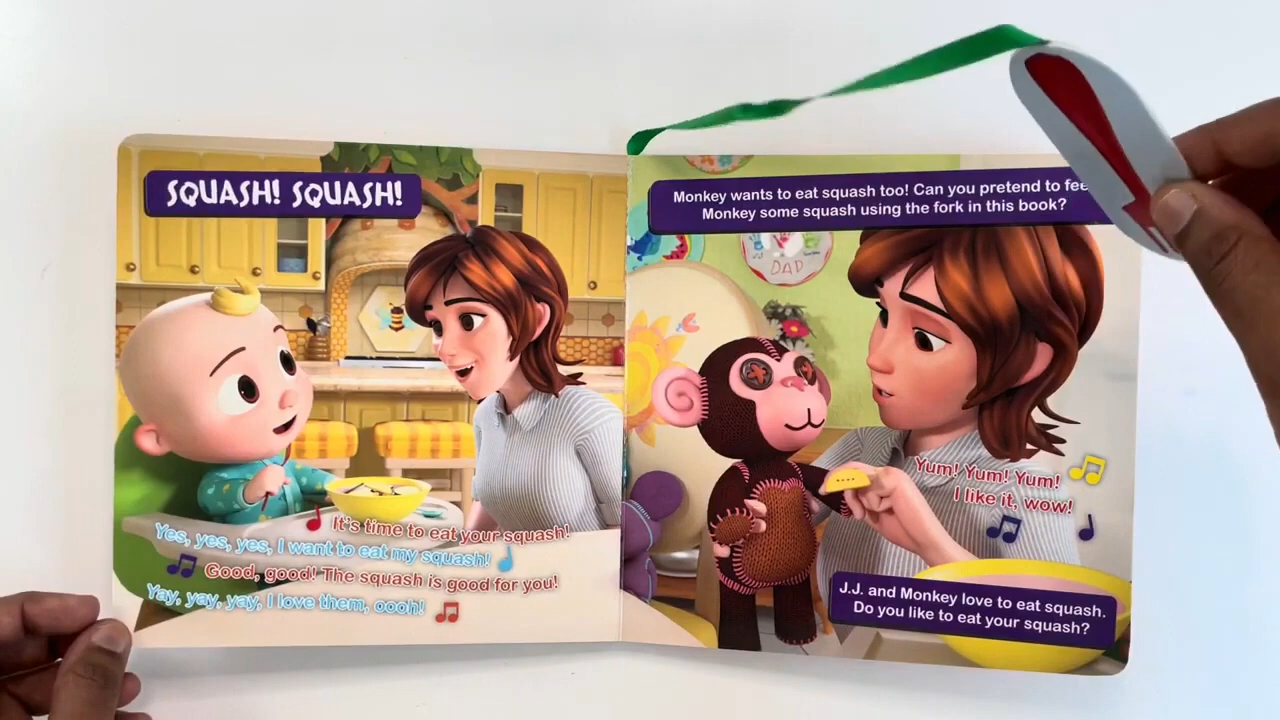 SQUASH! SQUASH!
It's time to eat your squash!
Yes, yes, yes, I want to eat my squash!
Good, good! The squash is good for you!
Yay, yay, yay, I love them, oooh!
Monkey wants to eat squash too! Can you pretend to fee
Monkey some squash using the fork in this book?
DAD
Yum! Yum! Yum!
I like it, wow!
J.J. and Monkey love to eat squash.
Do you like to eat your squash?